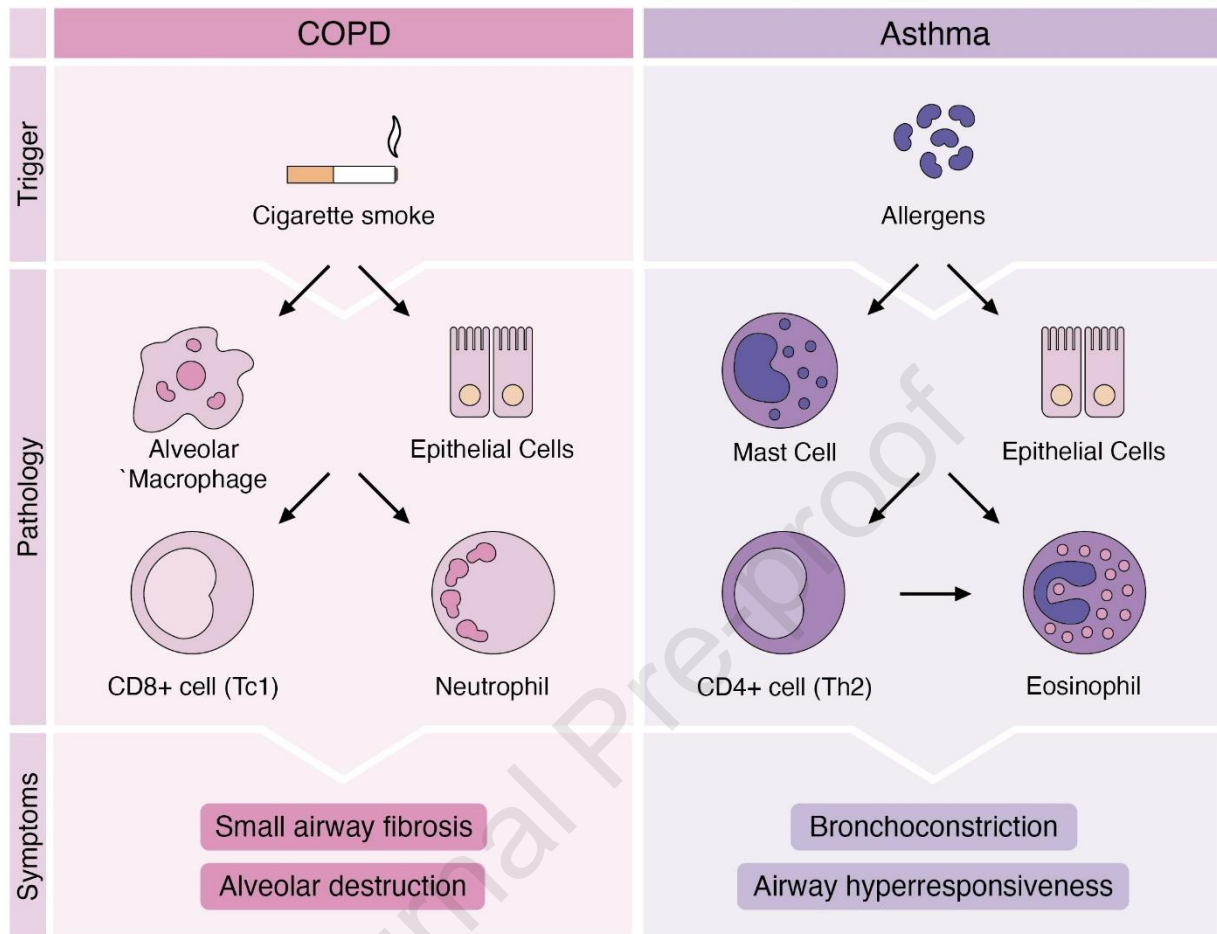 COPD
Asthma
Trigger
Cigarette smoke
Allergens
Pathology
Alveolar
`Macrophage
Epithelial Cells
Mast Cell
Epithelial Cells
CD8+ cell (Tc1)
Neutrophil
CD4+ cell (Th2)
Eosinophil
Symptoms
Small airway fibrosis
Alveolar destruction
Bronchoconstriction
Airway hyperresponsiveness
rnal Pre-proof